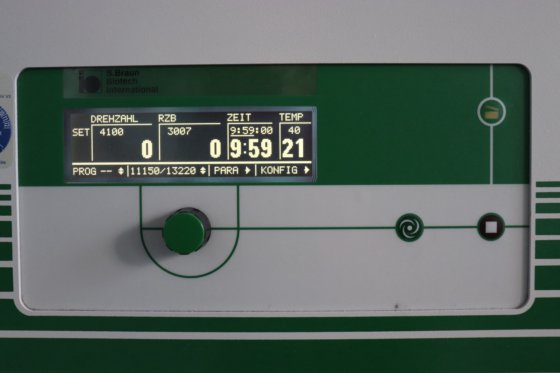 B.Braun
Biotech
International
DREHZAHL RZB ZEIT TEMP
SET 4100 3007 9:59:00 40
0 0 9:59 21
PROG -- 11150/13220 PARA KONFIG